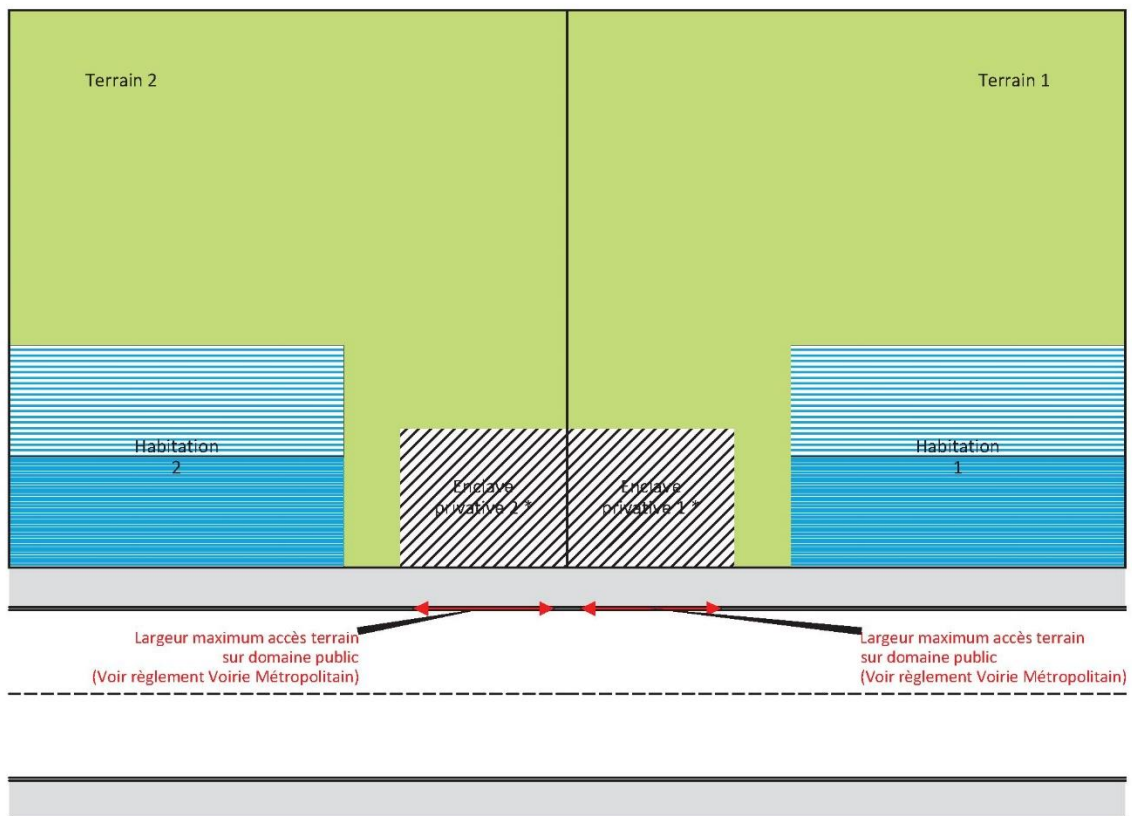 Terrain 2
Terrain 1
Habitation
2
Habitation
1
Enclave
privative 2 *
Enclave
privative 1 *
Largeur maximum accès terrain
sur domaine public
(Voir règlement Voirie Métropolitain)
Largeur maximum accès terrain
sur domaine public
(Voir règlement Voirie Métropolitain)